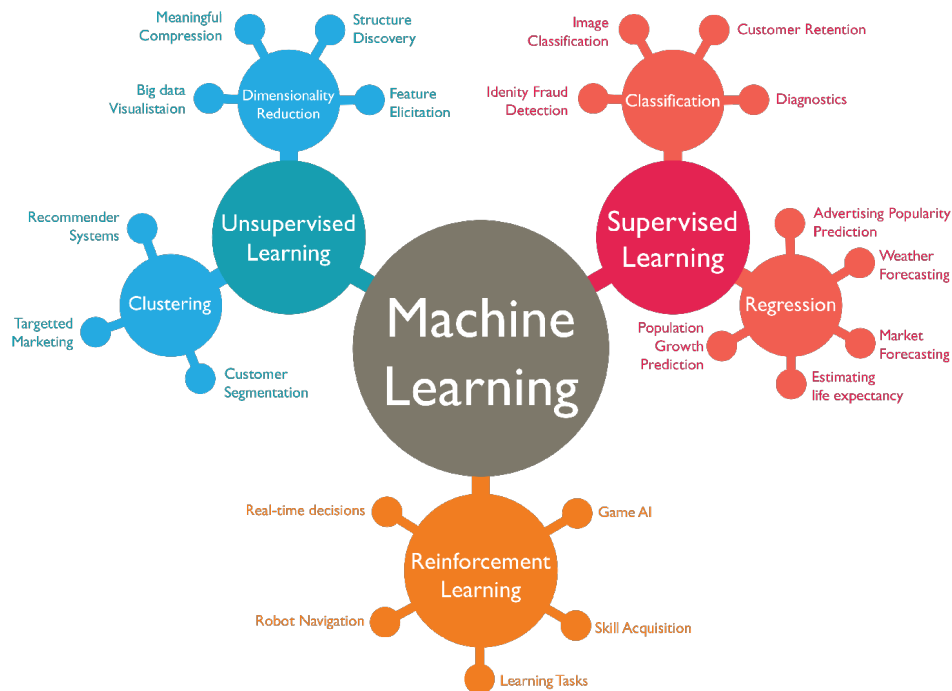 Meaningful
Compression
Structure
Discovery
Big data
Visualistaion
Dimensionality
Reduction
Feature
Elicitation
Unsupervised
Learning
Recommender
Systems
Clustering
Targetted
Marketing
Customer
Segmentation
Image
Classification
Customer Retention
Idenity Fraud
Detection
Classification
Diagnostics
Supervised
Learning
Advertising Popularity
Prediction
Weather
Forecasting
Regression
Population
Growth
Prediction
Market
Forecasting
Estimating
life expectancy
Machine
Learning
Real-time decisions
Game AI
Reinforcement
Learning
Robot Navigation
Skill Acquisition
Learning Tasks